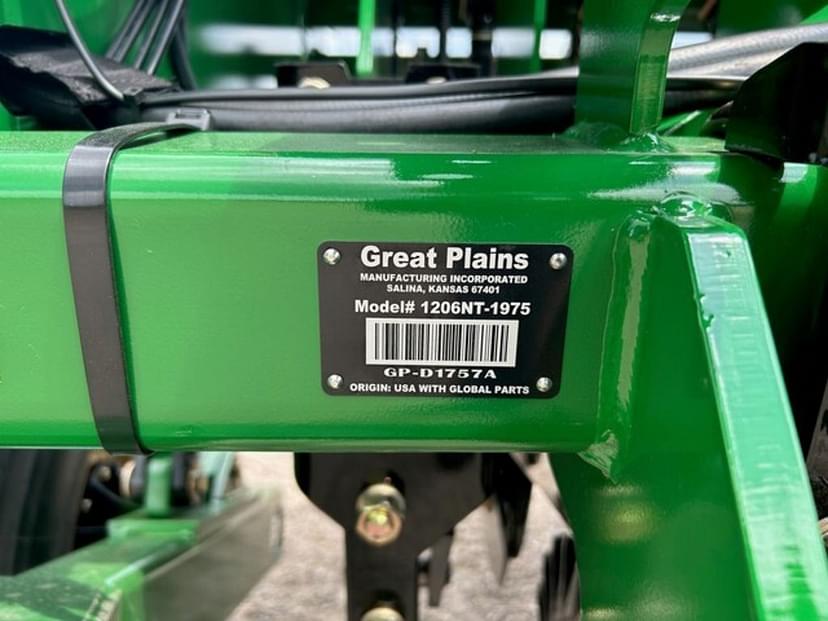 Great Plains
MANUFACTURING INCORPORATED
SALINA, KANSAS 67401
Model# 1206NT-1975
GP-D1757A
ORIGIN: USA WITH GLOBAL PARTS